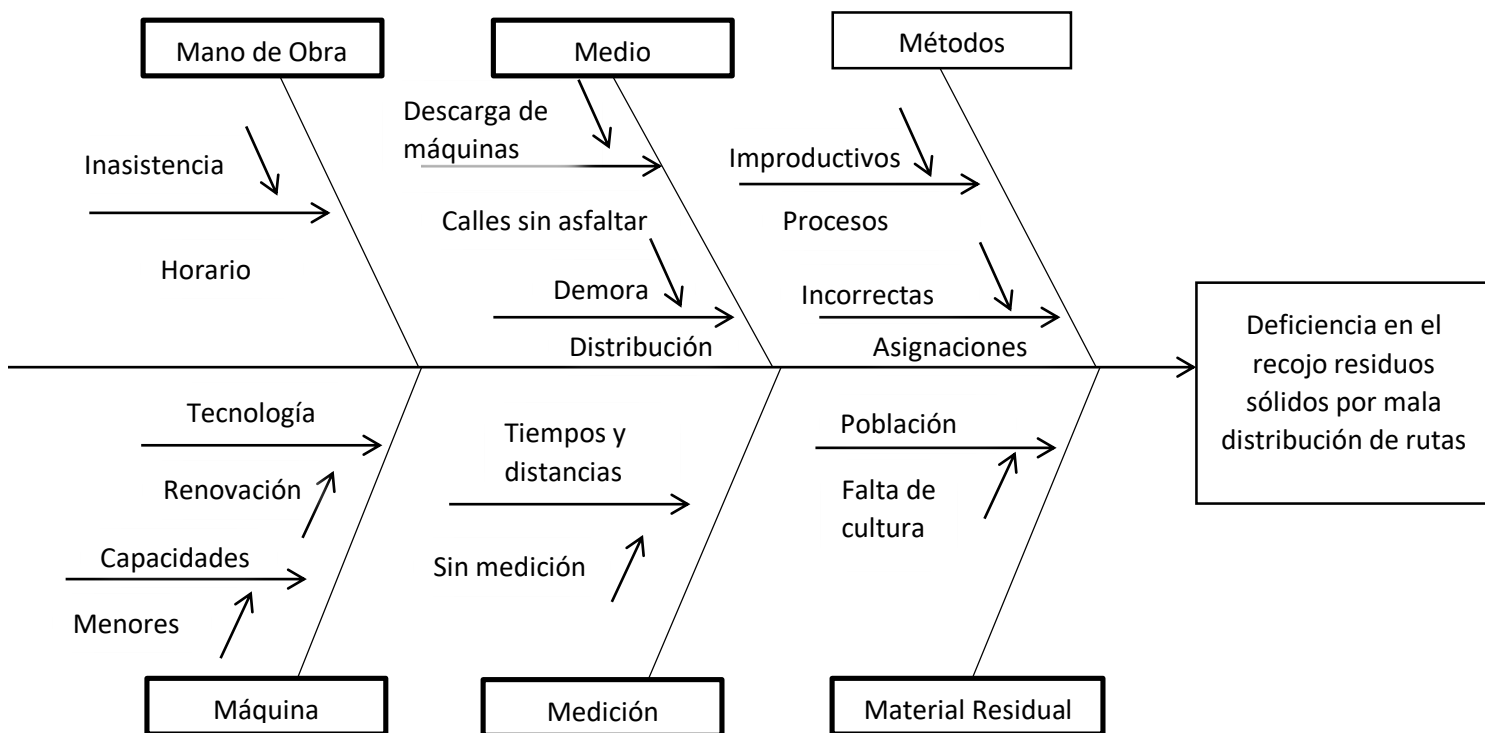 Mano de Obra
Medio
Métodos
Descarga de
máquinas
Inasistencia
Improductivos
Calles sin asfaltar
Procesos
Horario
Demora
Incorrectas
Distribución
Asignaciones
Deficiencia en el
recojo residuos
sólidos por mala
distribución de rutas
Tecnología
Tiempos y
distancias
Población
Renovación
Falta de
cultura
Capacidades
Sin medición
Menores
Máquina
Medición
Material Residual